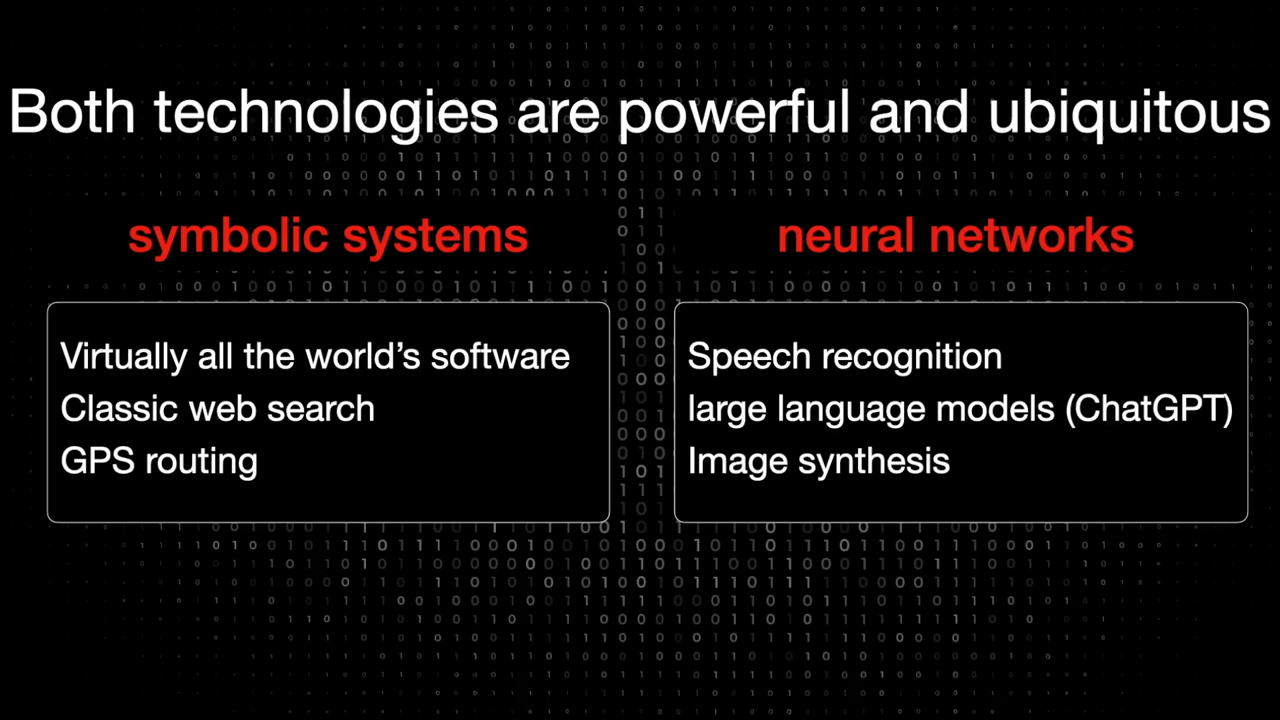 Both technologies are powerful and ubiquitous
symbolic systems
Virtually all the world’s software
Classic web search
GPS routing
neural networks
Speech recognition
large language models (ChatGPT)
Image synthesis